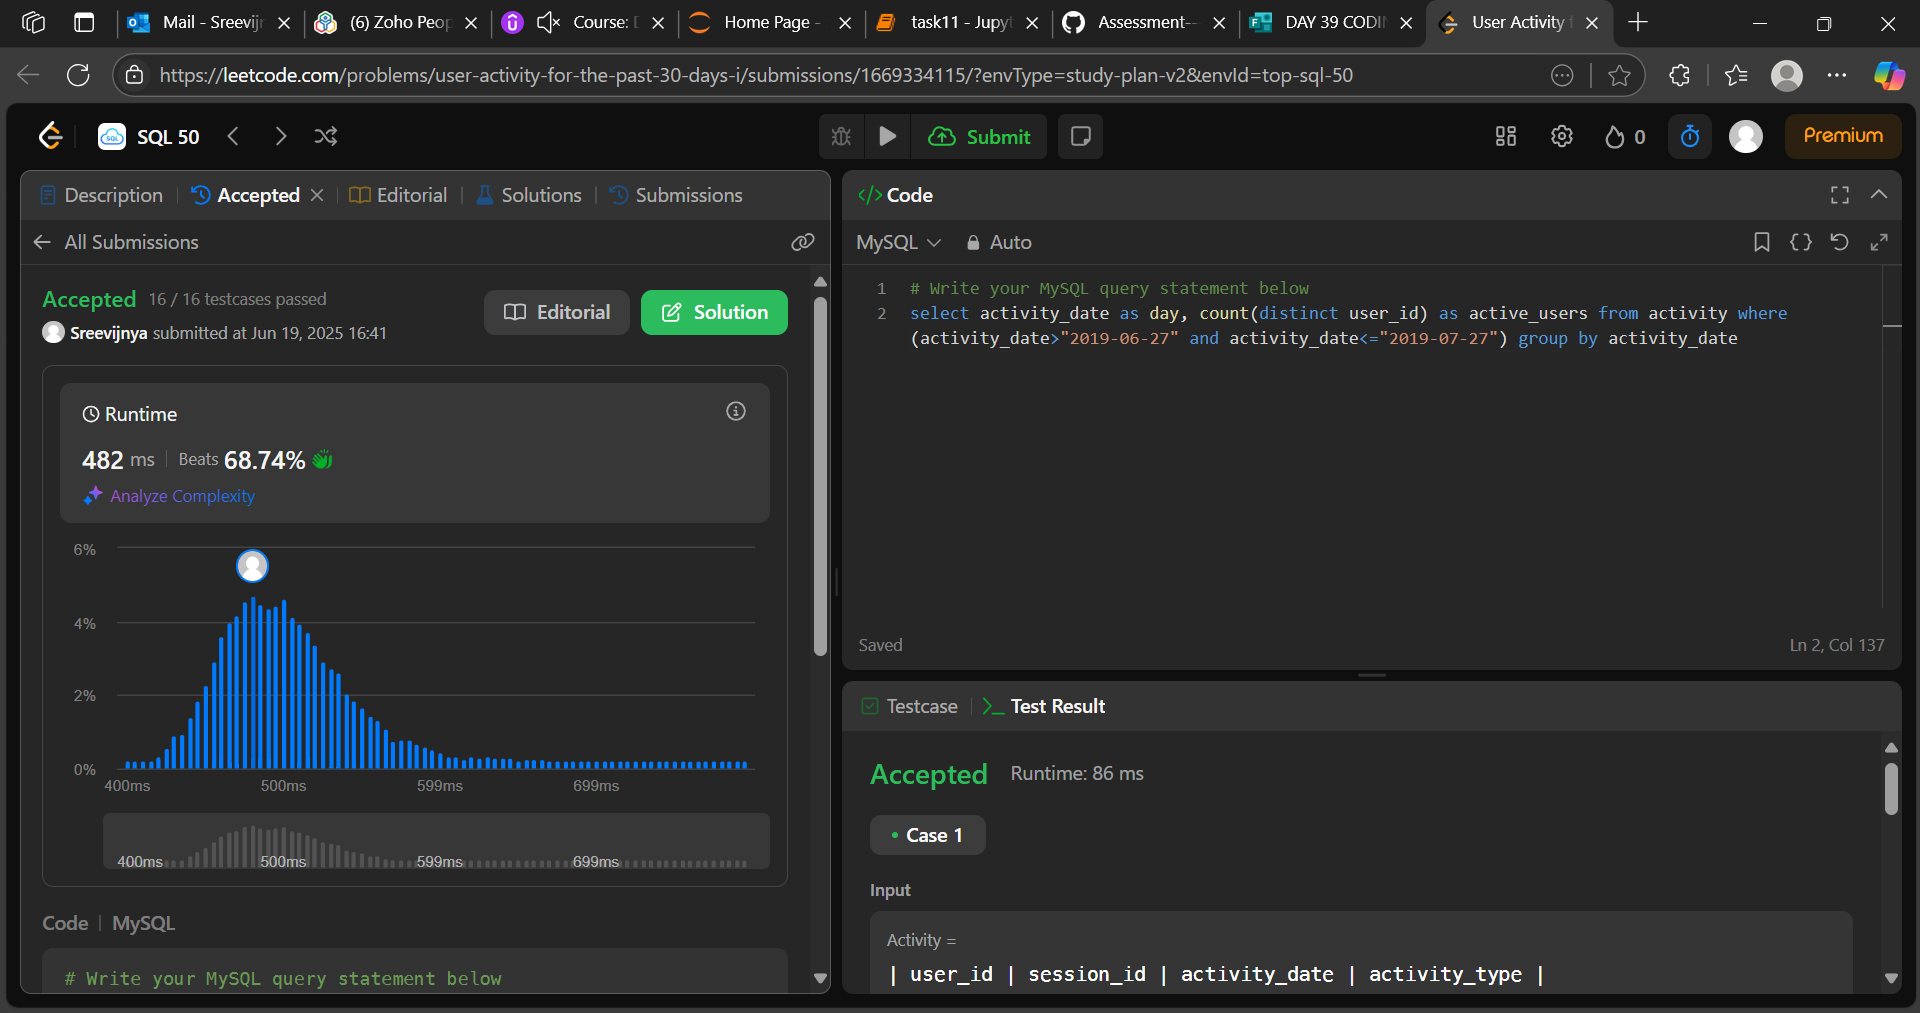 Mail - Sreevijn
(6) Zoho Peop
Course: D
Home Page -
task11 - Jupyt
Assessment-
DAY 39 CODIN
User Activity f
https://leetcode.com/problems/user-activity-for-the-past-30-days-i/submissions/1669334115/?envType=study-plan-v2&envId=top-sql-50
SQL 50
Submit
0
Premium
Description
Accepted
Editorial
Solutions
Submissions
All Submissions
Accepted 16 / 16 testcases passed
Sreevijnya submitted at Jun 19, 2025 16:41
Editorial
Solution
Runtime
482 ms Beats 68.74%
Analyze Complexity
6%
4%
2%
0%
400ms 500ms 599ms 699ms
400ms 500ms 599ms 699ms
Code | MySQL
# Write your MySQL query statement below
</> Code
MySQL Auto
1 # Write your MySQL query statement below
2 select activity_date as day, count(distinct user_id) as active_users from activity where
(activity_date>"2019-06-27" and activity_date<="2019-07-27") group by activity_date
Saved
Ln 2, Col 137
Testcase
Test Result
Accepted Runtime: 86 ms
Case 1
Input
Activity =
| user_id | session_id | activity_date | activity_type |